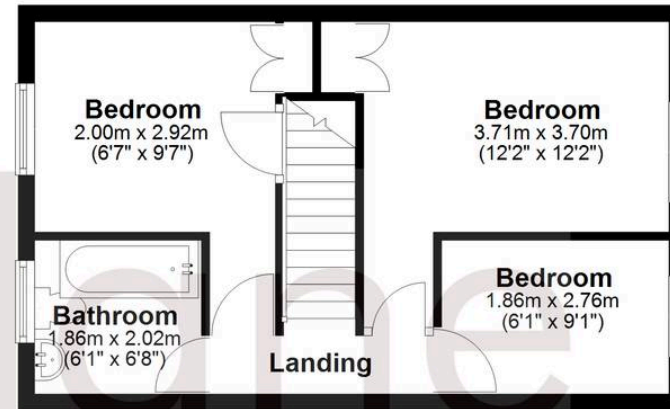 Bedroom
2.00m x 2.92m
(6'7" x 9'7")
Bedroom
3.71m x 3.70m
(12'2" x 12'2")
Bathroom
1.86m x 2.02m
(6'1" x 6'8")
Landing
Bedroom
1.86m x 2.76m
(6'1" x 9'1")
ane